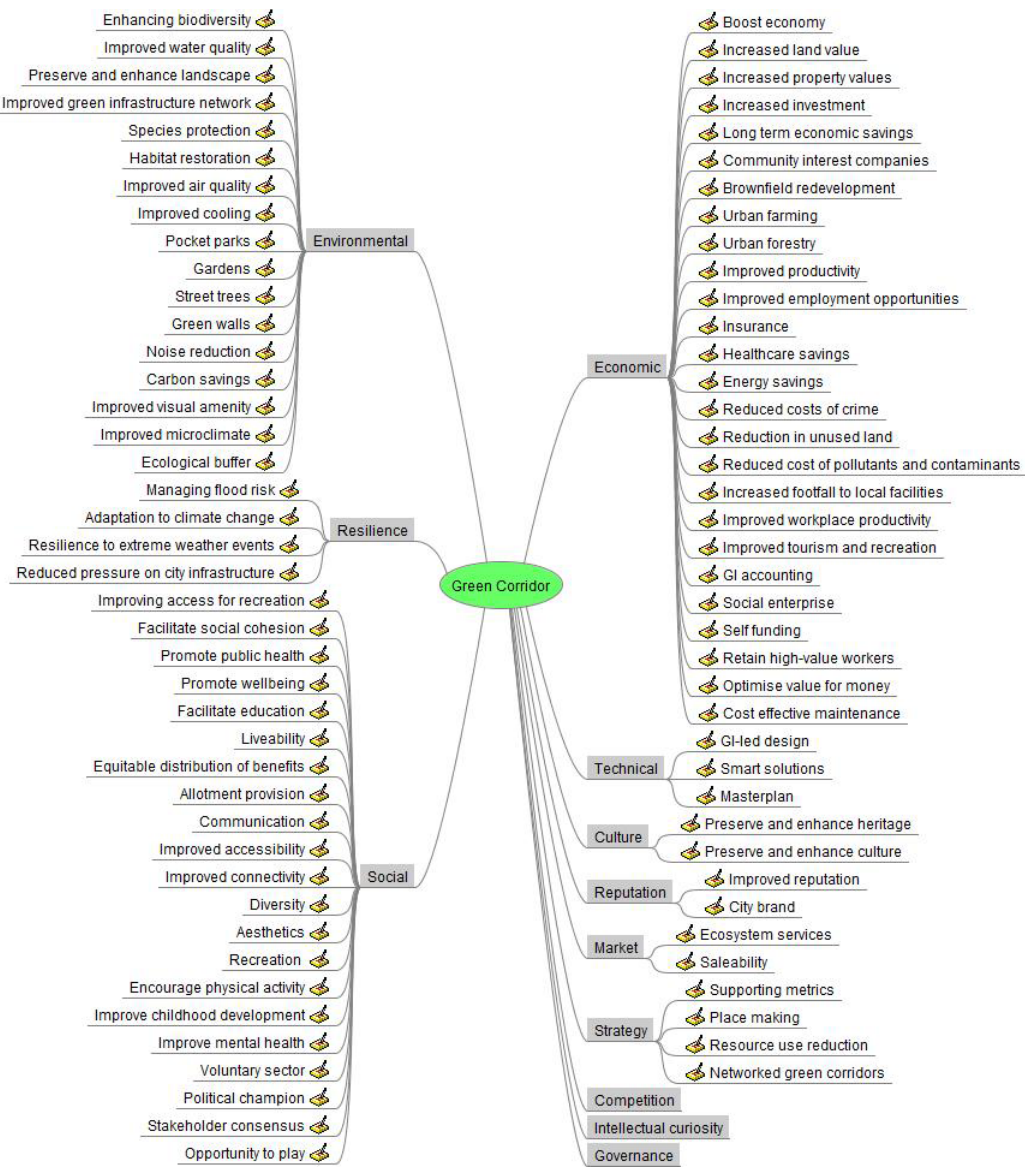 Enhancing biodiversity
Improved water quality
Preserve and enhance landscape
Improved green infrastructure network
Species protection
Habitat restoration
Improved air quality
Improved cooling
Pocket parks
Gardens
Street trees
Green walls
Noise reduction
Carbon savings
Improved visual amenity
Improved microclimate
Ecological buffer
Environmental
Managing flood risk
Adaptation to climate change
Resilience to extreme weather events
Reduced pressure on city infrastructure
Resilience
Improving access for recreation
Facilitate social cohesion
Promote public health
Promote wellbeing
Facilitate education
Liveability
Equitable distribution of benefits
Allotment provision
Communication
Improved accessibility
Improved connectivity
Diversity
Aesthetics
Recreation
Encourage physical activity
Improve childhood development
Improve mental health
Voluntary sector
Political champion
Stakeholder consensus
Opportunity to play
Social
Green Corridor
Economic
Boost economy
Increased land value
Increased property values
Increased investment
Long term economic savings
Community interest companies
Brownfield redevelopment
Urban farming
Urban forestry
Improved productivity
Improved employment opportunities
Insurance
Healthcare savings
Energy savings
Reduced costs of crime
Reduction in unused land
Reduced cost of pollutants and contaminants
Increased footfall to local facilities
Improved workplace productivity
Improved tourism and recreation
GI accounting
Social enterprise
Self funding
Retain high-value workers
Optimise value for money
Cost effective maintenance
Technical
GI-led design
Smart solutions
Masterplan
Culture
Preserve and enhance heritage
Preserve and enhance culture
Reputation
Improved reputation
City brand
Market
Ecosystem services
Saleability
Strategy
Supporting metrics
Place making
Resource use reduction
Networked green corridors
Competition
Intellectual curiosity
Governance